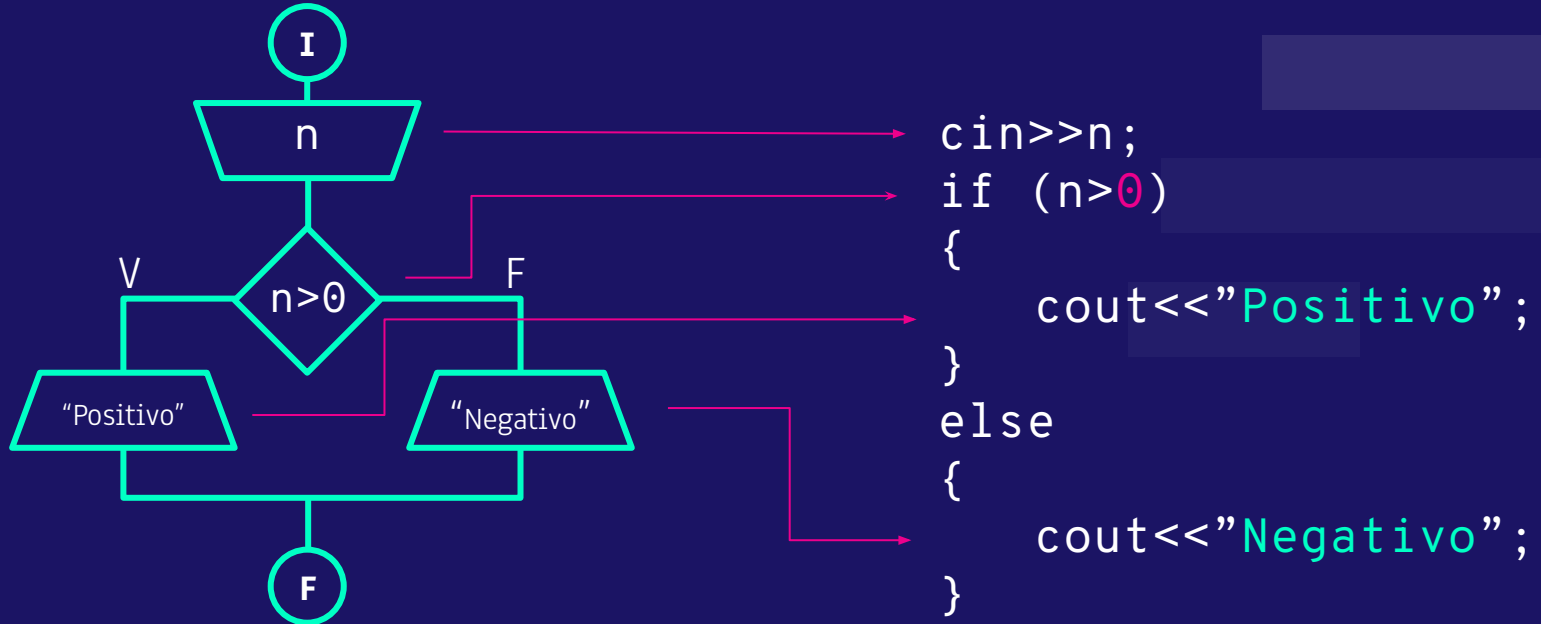 I
n
V
n>0
F
“Positivo”
“Negativo”
F
cin>>n;
if (n>0)
{
cout<<”Positivo”;
}
else
{
cout<<”Negativo”;
}